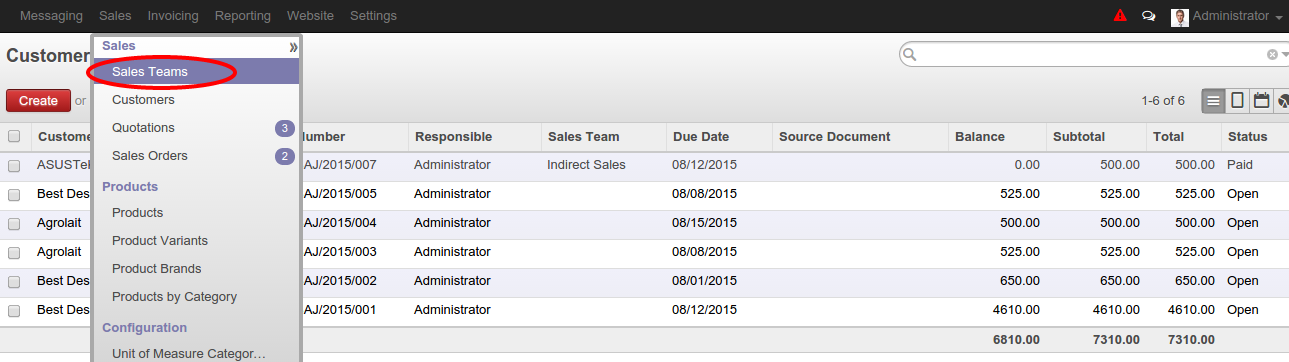 Messaging Sales Invoicing Reporting Website Settings Administrator
Customer
Sales »
Sales Teams
Create or
Customers
1-6 of 6
Quotations 3
Custome umber Responsible Sales Team Due Date Source Document Balance Subtotal Total Status
Sales Orders 2
ASUSTe AJ/2015/007 Administrator Indirect Sales 08/12/2015 0.00 500.00 500.00 Paid
Products
Best Des AJ/2015/005 Administrator 08/08/2015 525.00 525.00 525.00 Open
Products
Agrolait AJ/2015/004 Administrator 08/15/2015 500.00 500.00 500.00 Open
Product Variants
Agrolait AJ/2015/003 Administrator 08/08/2015 525.00 525.00 525.00 Open
Product Brands
Best Des AJ/2015/002 Administrator 08/01/2015 650.00 650.00 650.00 Open
Products by Category
Best Des AJ/2015/001 Administrator 08/12/2015 4610.00 4610.00 4610.00 Open
Configuration
6810.00 7310.00 7310.00
Unit of Measure Categor…